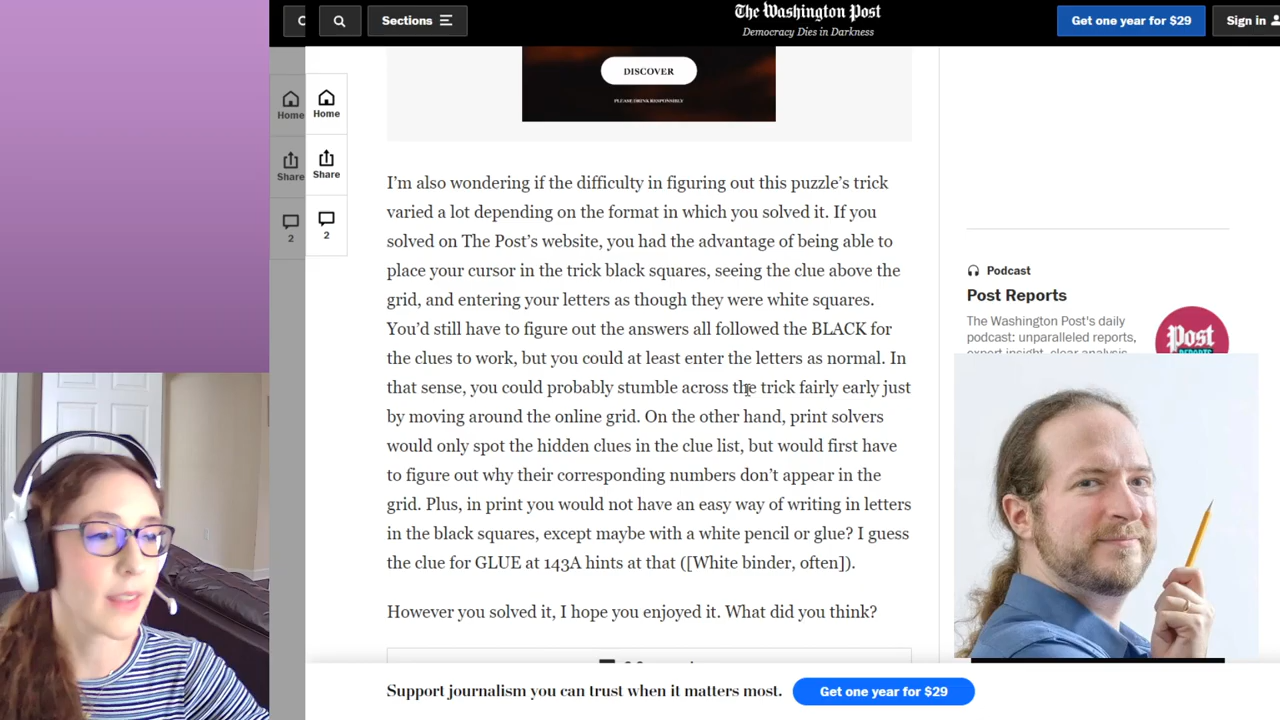 Sections
The Washington Post
Democracy Dies in Darkness
Get one year for $29
Sign in
DISCOVER
PLEASE DRINK RESPONSIBLY
Home
Home
Share
Share
2
2
I'm also wondering if the difficulty in figuring out this puzzle's trick
varied a lot depending on the format in which you solved it. If you
solved on The Post's website, you had the advantage of being able to
place your cursor in the trick black squares, seeing the clue above the
grid, and entering your letters as though they were white squares.
You'd still have to figure out the answers all followed the BLACK for
the clues to work, but you could at least enter the letters as normal. In
that sense, you could probably stumble across the trick fairly early just
by moving around the online grid. On the other hand, print solvers
would only spot the hidden clues in the clue list, but would first have
to figure out why their corresponding numbers don't appear in the
grid. Plus, in print you would not have an easy way of writing in letters
in the black squares, except maybe with a white pencil or glue? I guess
the clue for GLUE at 143A hints at that ([White binder, often]).
However you solved it, I hope you enjoyed it. What did you think?
Podcast
Post Reports
The Washington Post's daily
podcast: unparalleled reports,
expert insight, clear analysis
Post
REPORTS
Support journalism you can trust when it matters most.
Get one year for $29